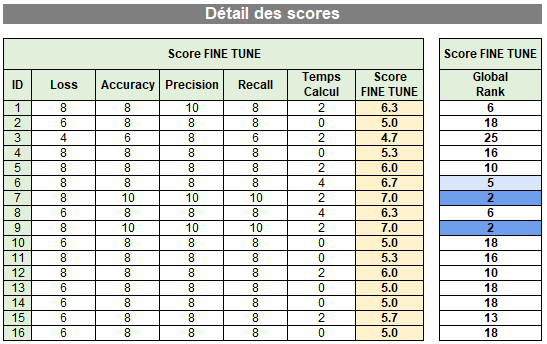 Détail des scores
Score FINE TUNE Score FINE TUNE
ID Loss Accuracy Precision Recall Temps Calcul Score FINE TUNE Global Rank
1 8 8 10 8 2 6.3 6
2 6 8 8 8 0 5.0 18
3 4 6 8 6 2 4.7 25
4 8 8 8 8 0 5.3 16
5 8 8 8 8 2 6.0 10
6 8 8 8 8 4 6.7 5
7 8 10 10 10 2 7.0 2
8 6 8 8 8 4 6.3 6
9 8 10 10 10 2 7.0 2
10 6 8 8 8 0 5.0 18
11 8 8 8 8 0 5.3 16
12 8 8 8 8 2 6.0 10
13 6 8 8 8 0 5.0 18
14 6 8 8 8 0 5.0 18
15 6 8 8 8 2 5.7 13
16 6 8 8 8 0 5.0 18